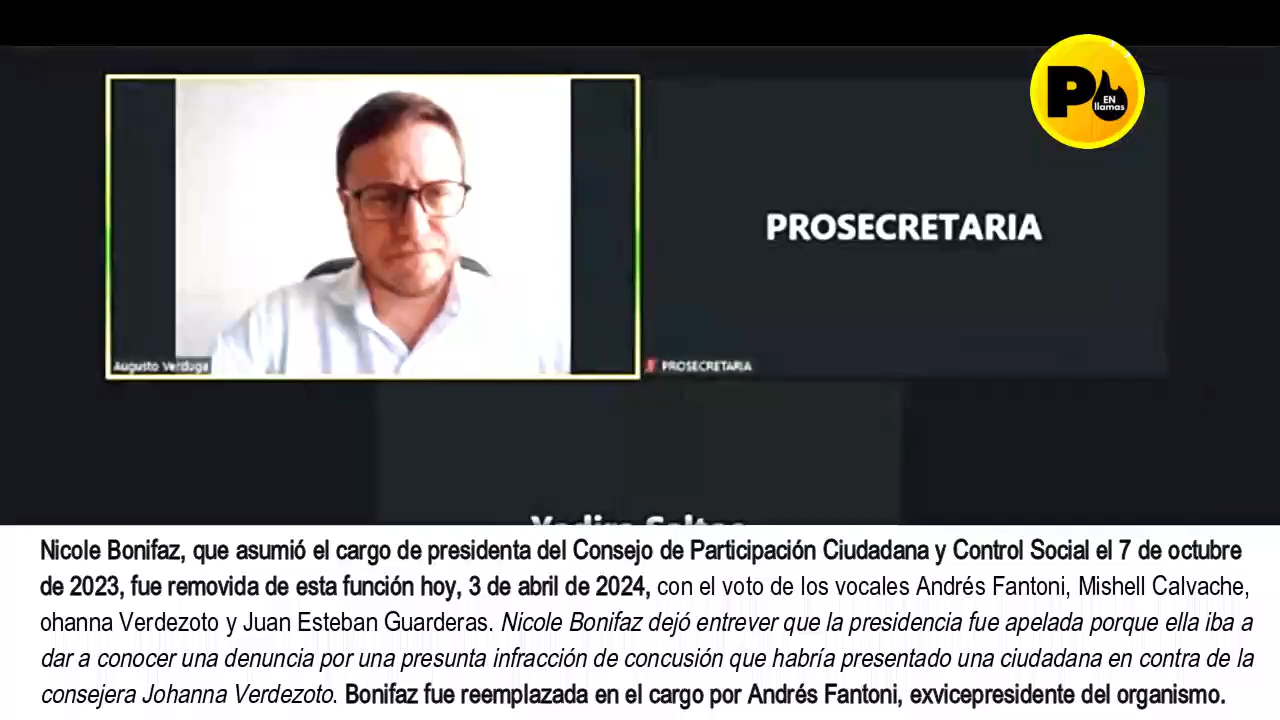 P EN
llamas
PROSECRETARIA
Augusto Verduga
PROSECRETARIA
Nicole Bonifaz, que asumió el cargo de presidenta del Consejo de Participación Ciudadana y Control Social el 7 de octubre
de 2023, fue removida de esta función hoy, 3 de abril de 2024, con el voto de los vocales Andrés Fantoni, Mishell Calvache,
ohanna Verdezoto y Juan Esteban Guarderas. Nicole Bonifaz dejó entrever que la presidencia fue apelada porque ella iba a
dar a conocer una denuncia por una presunta infracción de concusión que habría presentado una ciudadana en contra de la
consejera Johanna Verdezoto. Bonifaz fue reemplazada en el cargo por Andrés Fantoni, exvicepresidente del organismo.